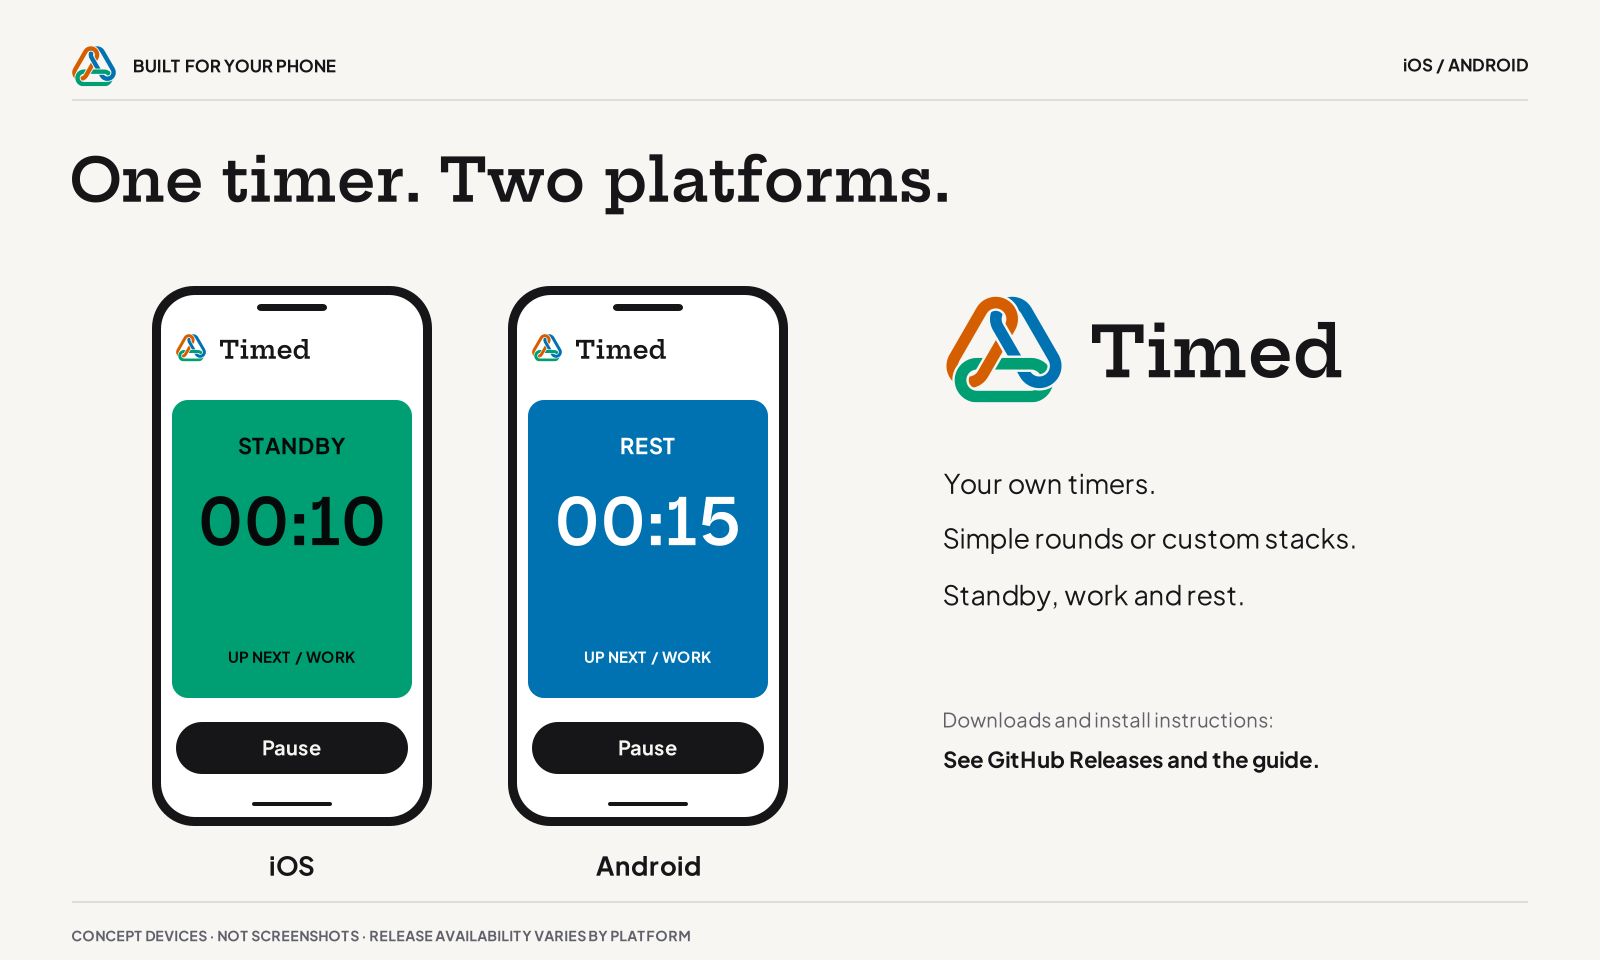 BUILT FOR YOUR PHONE
iOS / ANDROID
One timer. Two platforms.
Timed
STANDBY
00:10
UP NEXT / WORK
Pause
iOS
Timed
REST
00:15
UP NEXT / WORK
Pause
Android
Timed
Your own timers.
Simple rounds or custom stacks.
Standby, work and rest.
Downloads and install instructions:
See GitHub Releases and the guide.
CONCEPT DEVICES · NOT SCREENSHOTS · RELEASE AVAILABILITY VARIES BY PLATFORM